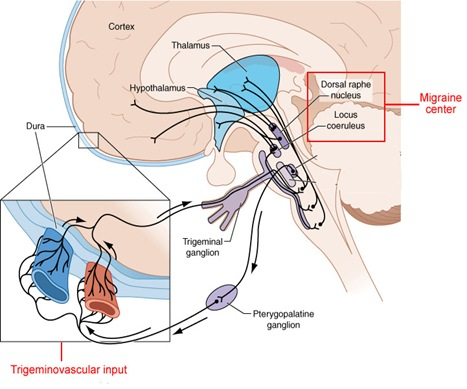 Cortex
Thalamus
Hypothalamus
Dorsal raphe
nucleus
Locus
coeruleus
Migraine
center
Dura
Trigeminal
ganglion
Pterygopalatine
ganglion
Trigeminovascular input